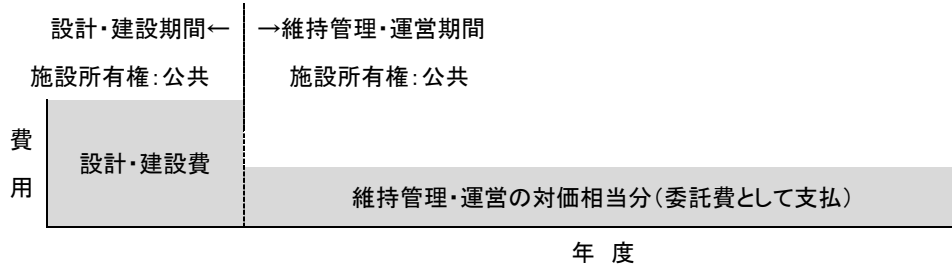 設計・建設期間←
→維持管理・運営期間
施設所有権：公共
施設所有権：公共
費用
設計・建設費
維持管理・運営の対価相当分（委託費として支払）
年 度